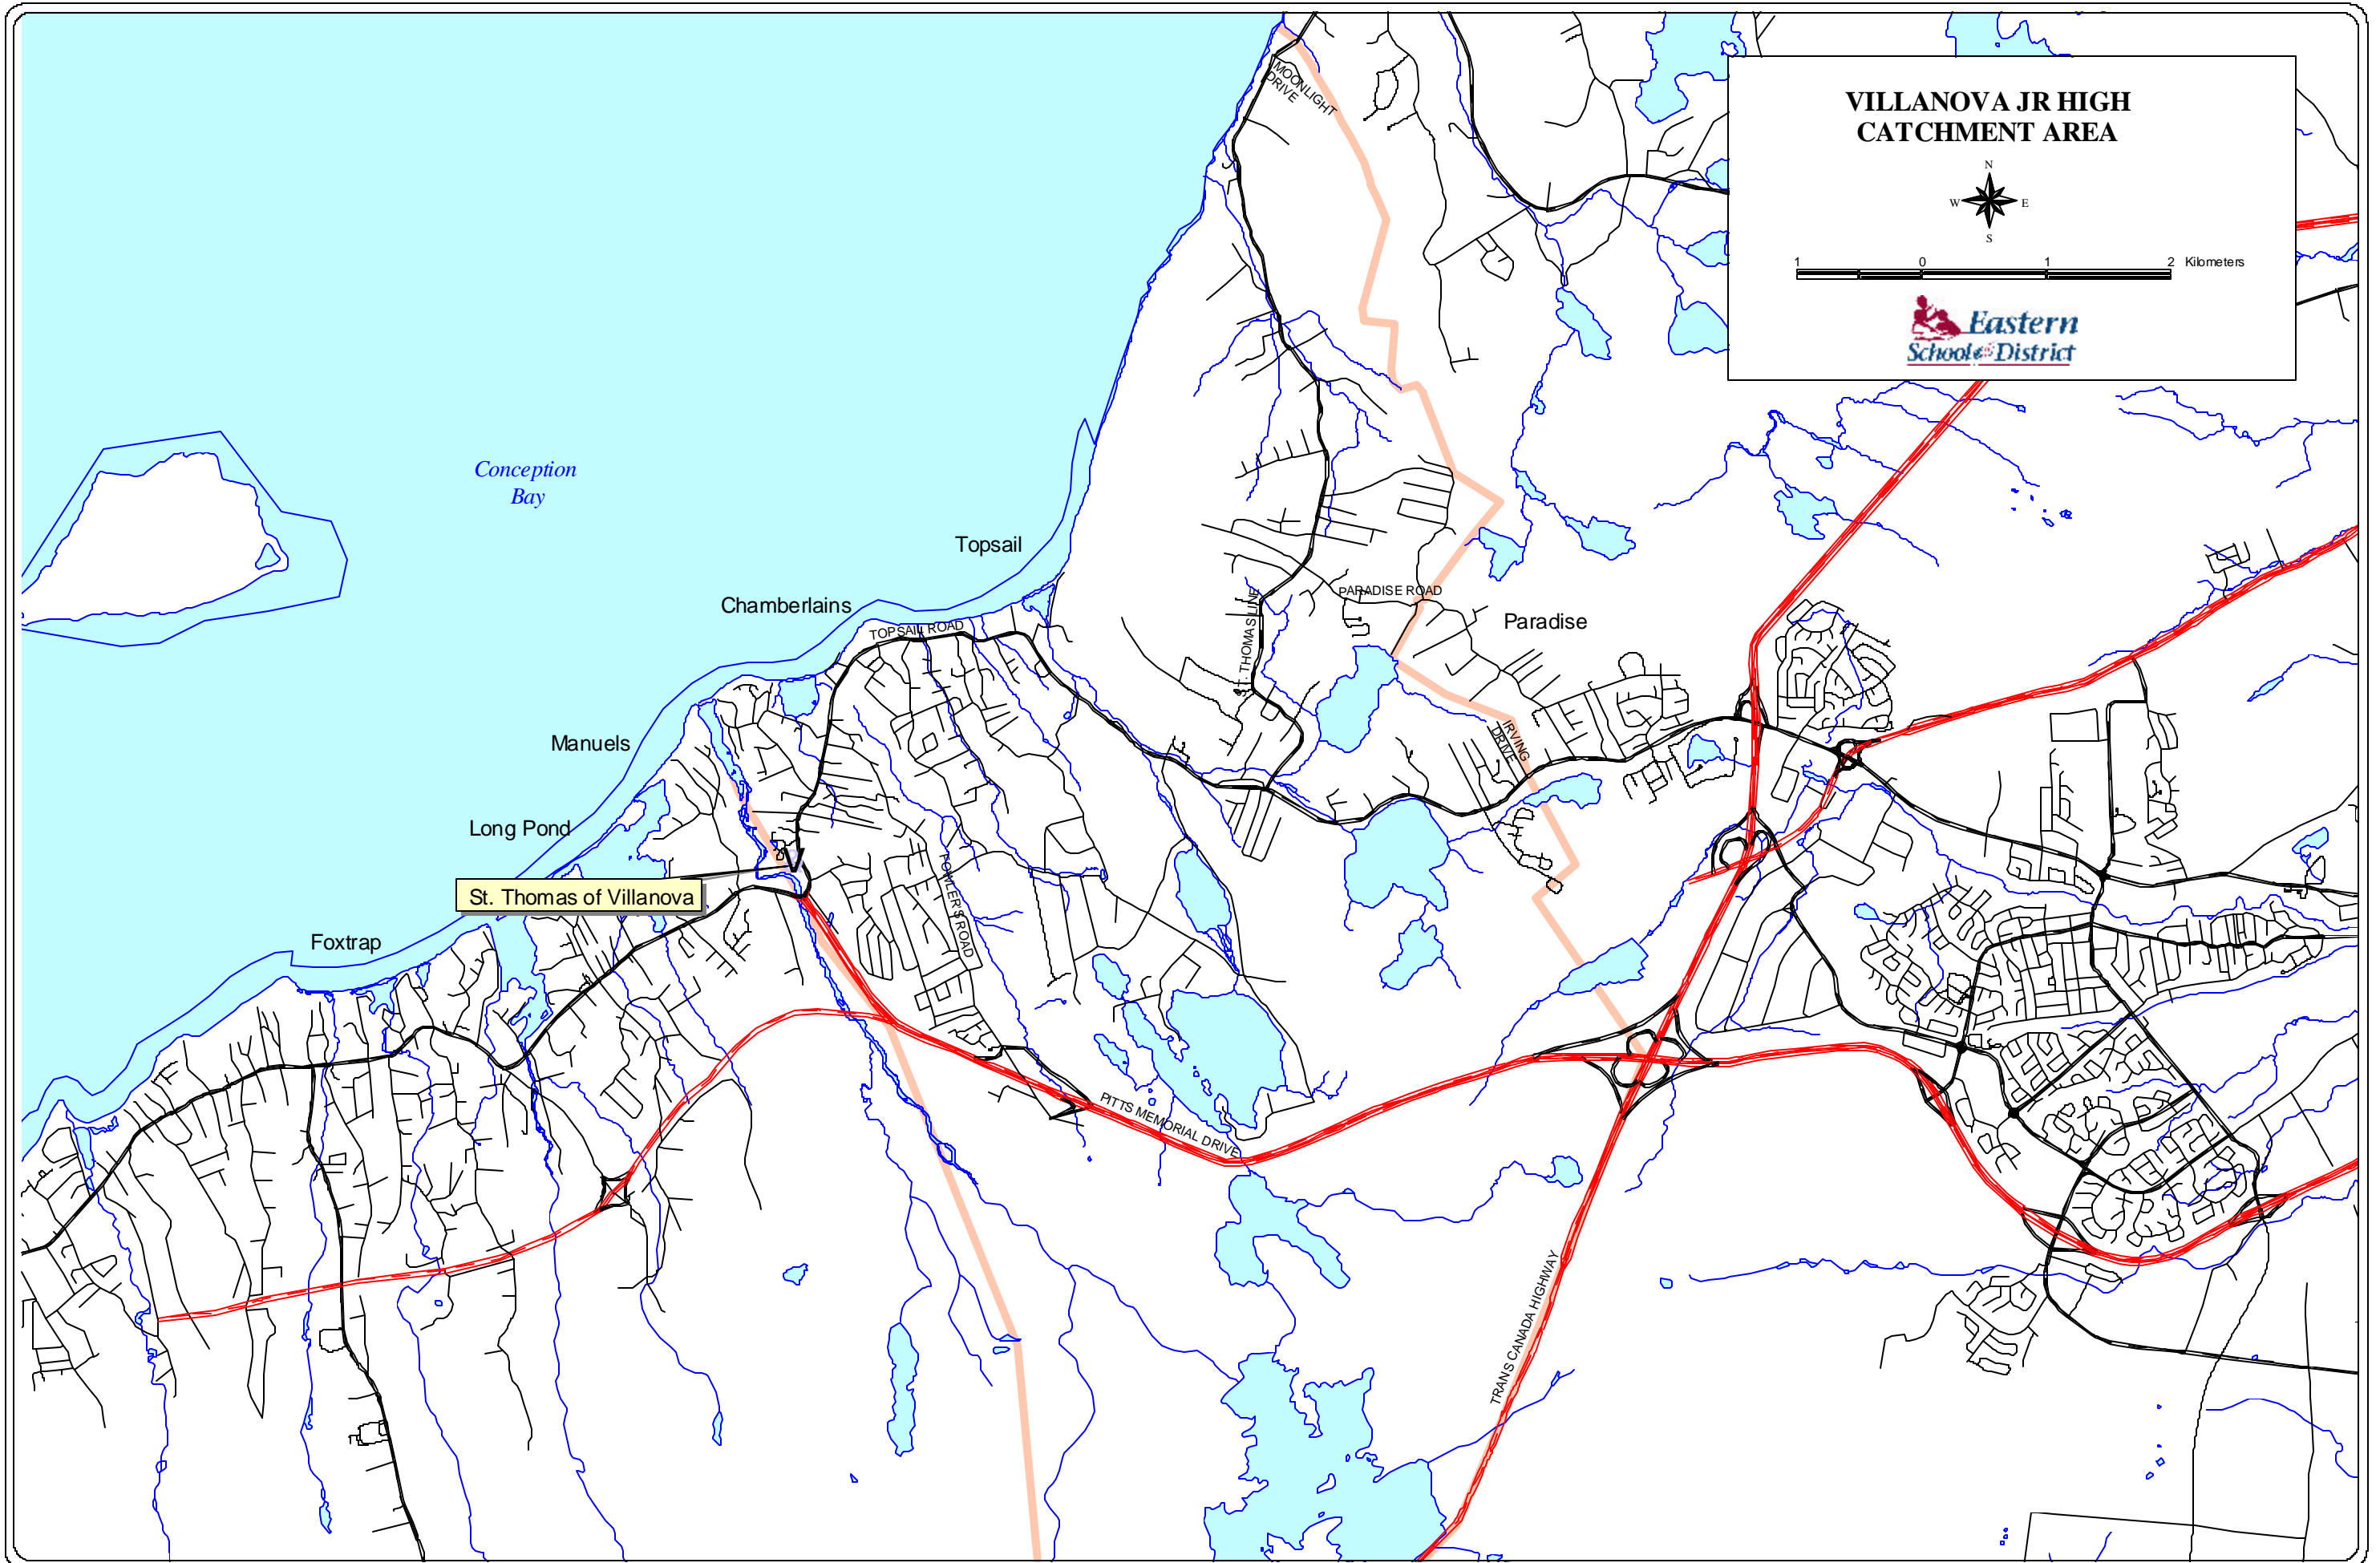 MOONLIGHT
DRIVE
VILLANOVA JR HIGH
CATCHMENT AREA
N
W E
S
1 0 1 2 Kilometers
Eastern
School District
Conception
Bay
Topsail
Chamberlains
TOPSAIL ROAD
ST. THOMAS LINE
PARADISE ROAD
Paradise
Manuels
IRVING
DRIVE
Long Pond
St. Thomas of Villanova
FOWLER'S ROAD
Foxtrap
PITTS MEMORIAL DRIVE
TRANS CANADA HIGHWAY